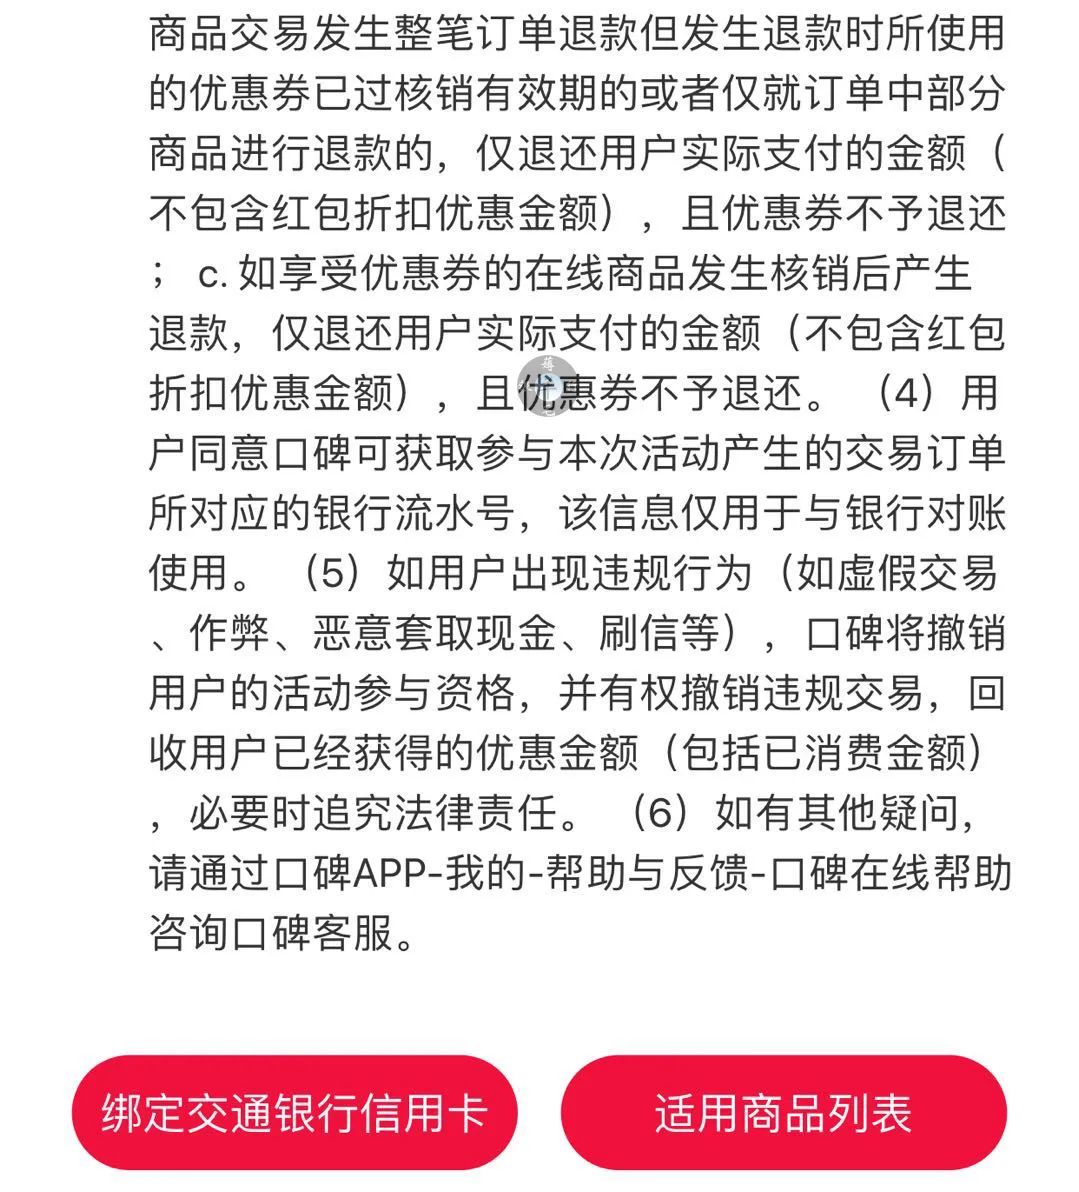 商品交易发生整笔订单退款但发生退款时所使用
的优惠券已过核销有效期的或者仅就订单中部分
商品进行退款的，仅退还用户实际支付的金额（
不包含红包折扣优惠金额），且优惠券不予退还
； c. 如享受优惠券的在线商品发生核销后产生
退款，仅退还用户实际支付的金额（不包含红包
折扣优惠金额），且优惠券不予退还。（4）用
户同意口碑可获取参与本次活动产生的交易订单
所对应的银行流水号，该信息仅用于与银行对账
使用。（5）如用户出现违规行为（如虚假交易
、作弊、恶意套取现金、刷信等），口碑将撤销
用户的活动参与资格，并有权撤销违规交易，回
收用户已经获得的优惠金额（包括已消费金额）
，必要时追究法律责任。（6）如有其他疑问，
请通过口碑APP-我的-帮助与反馈-口碑在线帮助
咨询口碑客服。
绑定交通银行信用卡
适用商品列表